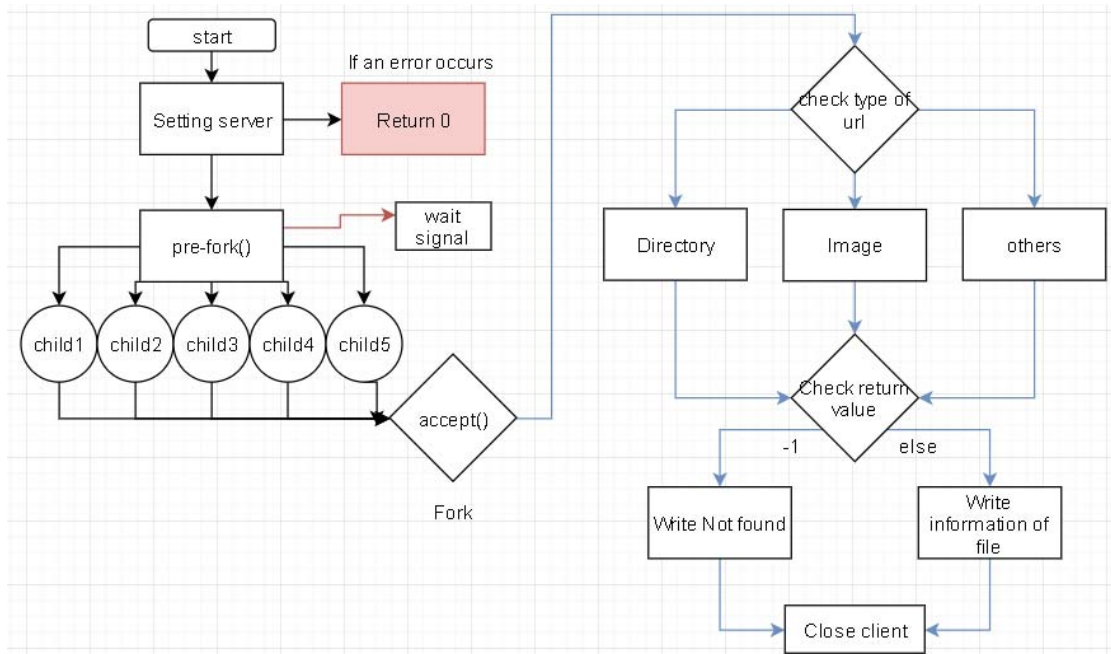 start
If an error occurs
Setting server
Return 0
pre-fork()
wait
signal
child1
child2
child3
child4
child5
accept()
Fork
check type of
url
Directory
Image
others
Check return
value
-1
else
Write Not found
Write
information of
file
Close client